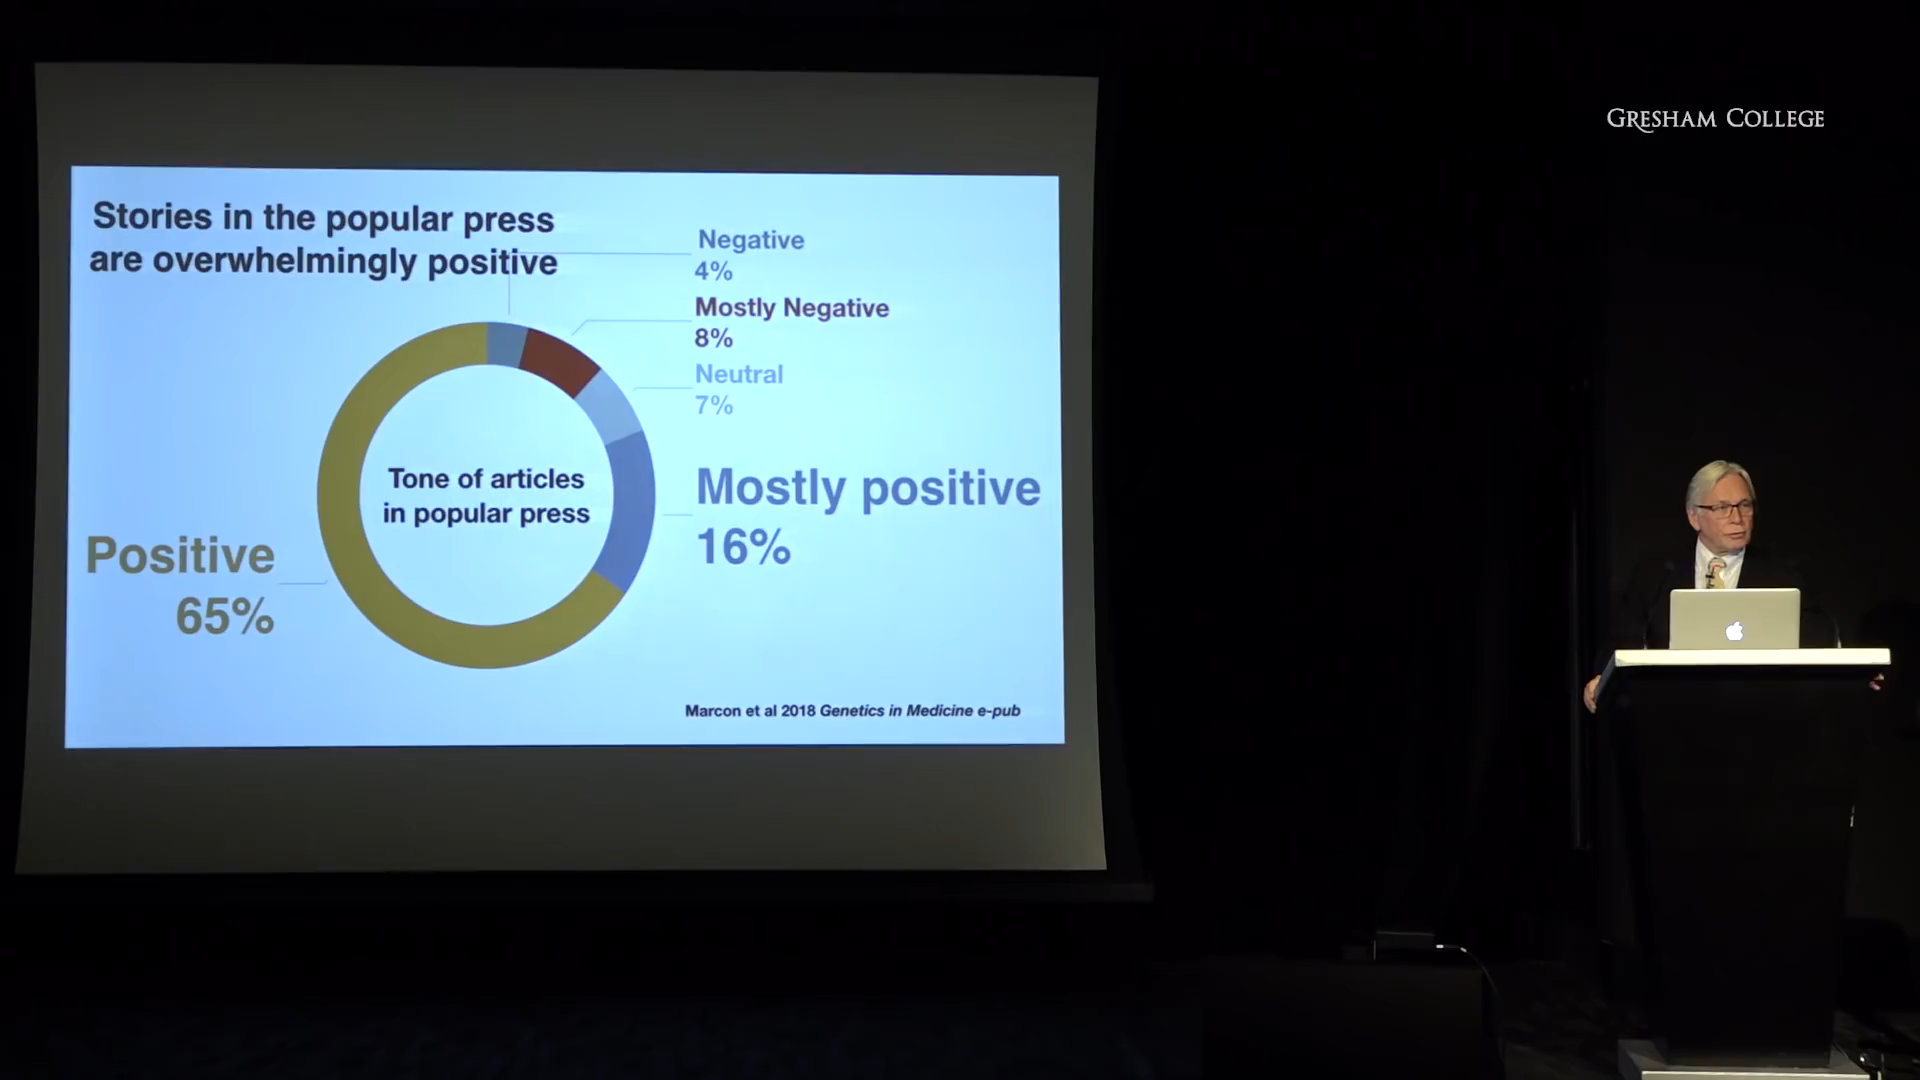 GRESHAM COLLEGE
Stories in the popular press
are overwhelmingly positive
Negative
4%
Mostly Negative
8%
Neutral
7%
Mostly positive
16%
Tone of articles
in popular press
Positive
65%
Marcon et al 2018 Genetics in Medicine e-pub